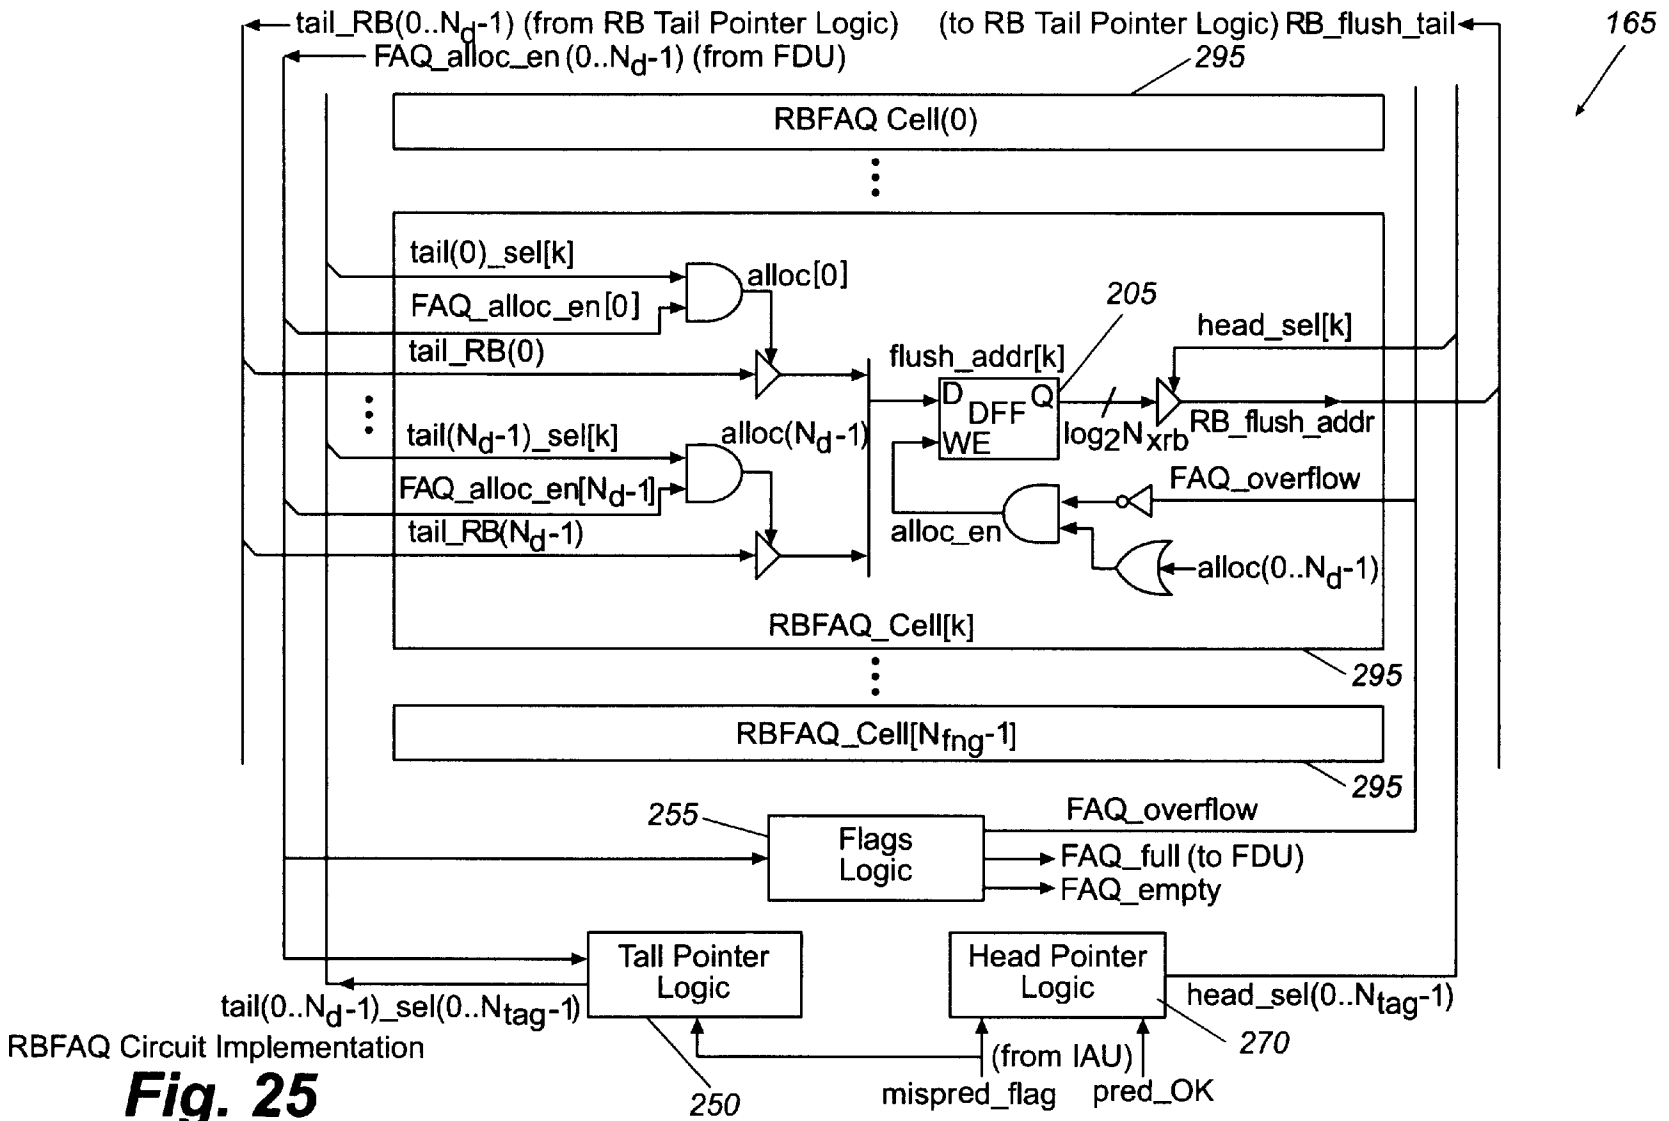 tail_RB(0..Nd-1) (from RB Tail Pointer Logic) (to RB Tail Pointer Logic) RB_flush_tail 165
FAQ_alloc_en (0..Nd-1) (from FDU)
295
RBFAQ Cell(0)
tail(0)_sel[k]
alloc[0]
FAQ_alloc_en[0]
tail_RB(0)
205
head_sel[k]
flush_addr[k]
D Q
DFF
WE
log2Nxrb
RB_flush_addr
tail(Nd-1)_sel[k]
alloc(Nd-1)
FAQ_alloc_en[Nd-1]
tail_RB(Nd-1)
FAQ_overflow
alloc_en
alloc(0..Nd-1)
RBFAQ_Cell[k]
295
RBFAQ_Cell[Nfng-1]
295
255
Flags
Logic
FAQ_overflow
FAQ_full (to FDU)
FAQ_empty
Tall Pointer
Logic
Head Pointer
Logic
tail(0..Nd-1)_sel(0..Ntag-1)
head_sel(0..Ntag-1)
270
(from IAU)
mispred_flag pred_OK
250
RBFAQ Circuit Implementation
Fig. 25